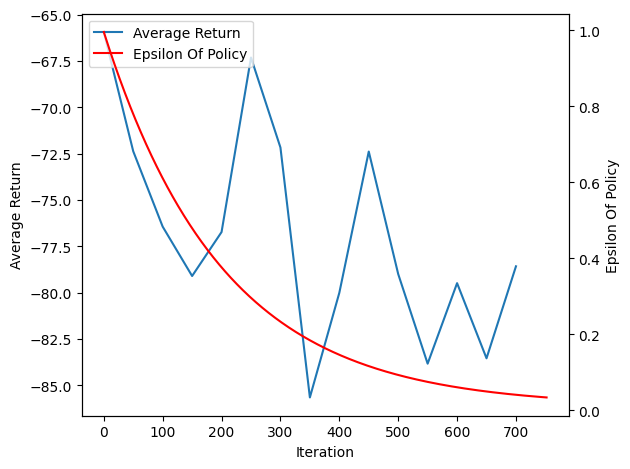 Average Return
Epsilon Of Policy
−65.0
−67.5
−70.0
−72.5
−75.0
−77.5
−80.0
−82.5
−85.0
Average Return
1.0
0.8
0.6
0.4
0.2
0.0
Epsilon Of Policy
0 100 200 300 400 500 600 700
Iteration